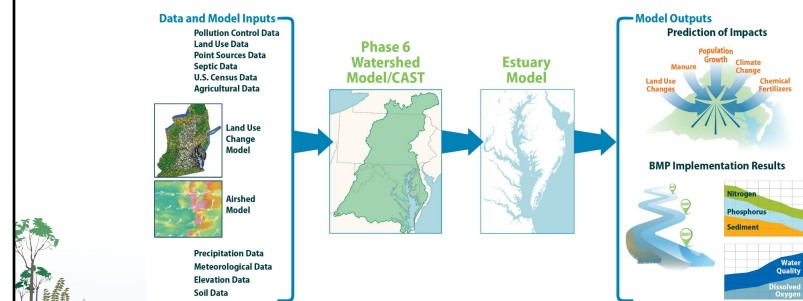 Data and Model Inputs
Pollution Control Data
Land Use Data
Point Sources Data
Septic Data
U.S. Census Data
Agricultural Data
Land Use
Change
Model
Airshed
Model
Precipitation Data
Meteorological Data
Elevation Data
Soil Data
Phase 6
Watershed
Model/CAST
Estuary
Model
Model Outputs
Prediction of Impacts
Land Use
Changes
Manure
Population
Growth
Climate
Change
Chemical
Fertilizers
BMP Implementation Results
BMP
BMP
BMP
Nitrogen
Phosphorus
Sediment
Water
Quality
Dissolved
Oxygen